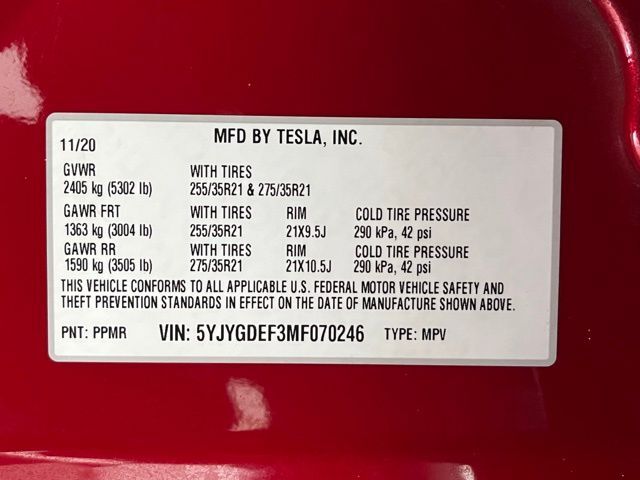 11/20 MFD BY TESLA, INC.
GVWR WITH TIRES
2405 kg (5302 lb) 255/35R21 & 275/35R21
GAWR FRT WITH TIRES RIM COLD TIRE PRESSURE
1363 kg (3004 lb) 255/35R21 21X9.5J 290 kPa, 42 psi
GAWR RR WITH TIRES RIM COLD TIRE PRESSURE
1590 kg (3505 lb) 275/35R21 21X10.5J 290 kPa, 42 psi
THIS VEHICLE CONFORMS TO ALL APPLICABLE U.S. FEDERAL MOTOR VEHICLE SAFETY AND
THEFT PREVENTION STANDARDS IN EFFECT ON THE DATE OF MANUFACTURE SHOWN ABOVE.
PNT: PPMR VIN: 5YJYGDEF3MF070246 TYPE: MPV